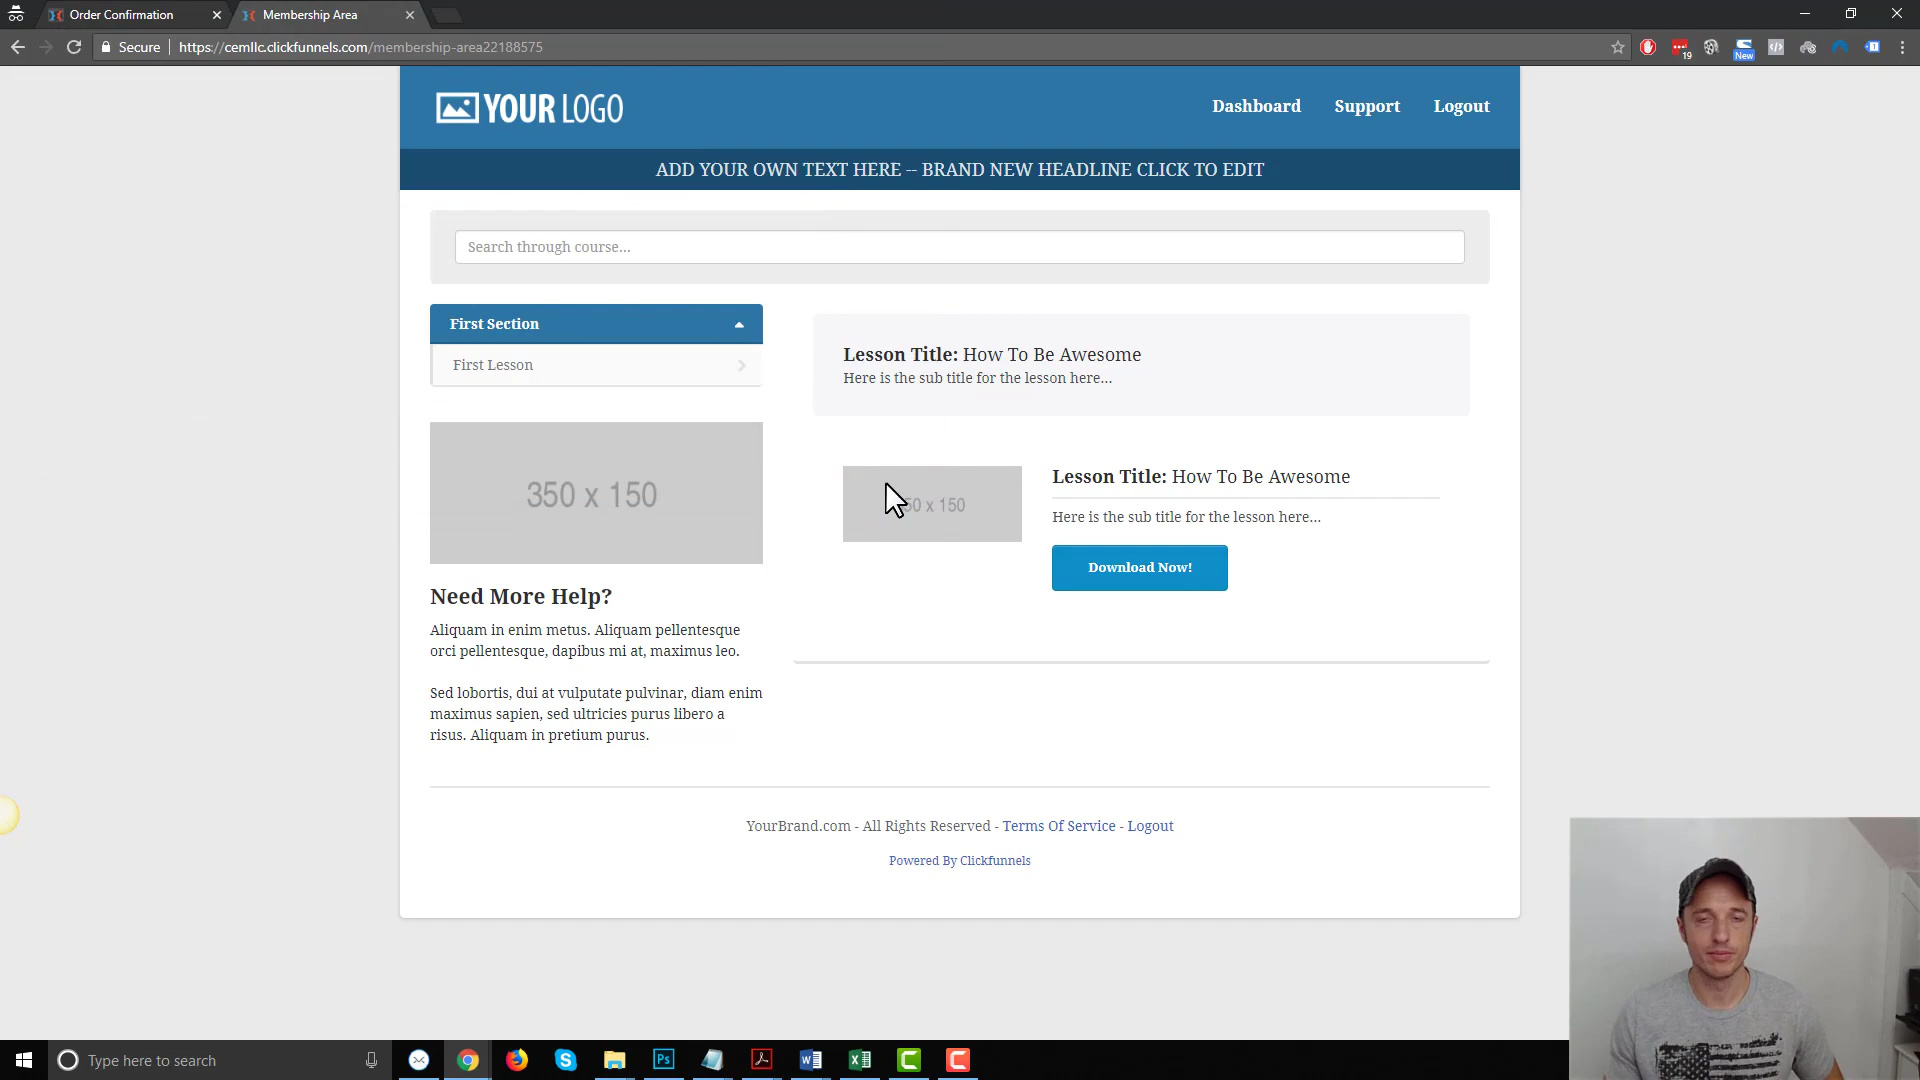 Order Confirmation
Membership Area
Secure
https://cemllc.clickfunnels.com/membership-area22188575
19
New
YOUR LOGO
Dashboard
Support
Logout
ADD YOUR OWN TEXT HERE -- BRAND NEW HEADLINE CLICK TO EDIT
Search through course...
First Section
First Lesson
350 x 150
Need More Help?
Aliquam in enim metus. Aliquam pellentesque
orci pellentesque, dapibus mi at, maximus leo.
Sed lobortis, dui at vulputate pulvinar, diam enim
maximus sapien, sed ultricies purus libero a
risus. Aliquam in pretium purus.
Lesson Title: How To Be Awesome
Here is the sub title for the lesson here...
50 x 150
Lesson Title: How To Be Awesome
Here is the sub title for the lesson here...
Download Now!
YourBrand.com - All Rights Reserved - Terms Of Service - Logout
Powered By Clickfunnels
Type here to search
Ps